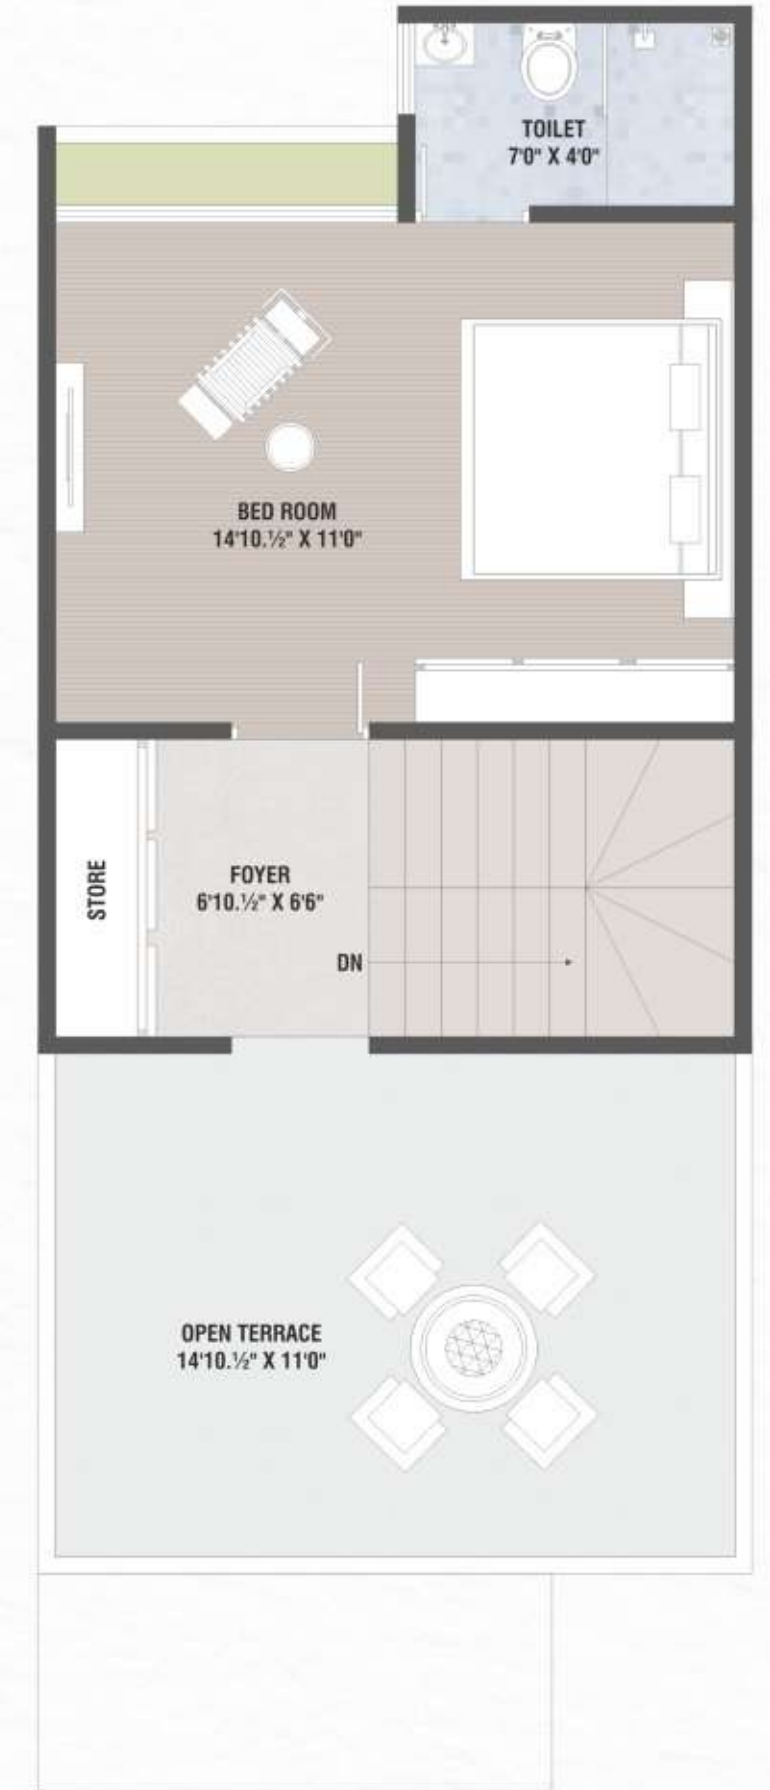 TOILET
7'0" X 4'0"
BED ROOM
14'10.½" X 11'0"
STORE
FOYER
6'10.½" X 6'6"
DN
OPEN TERRACE
14'10.½" X 11'0"